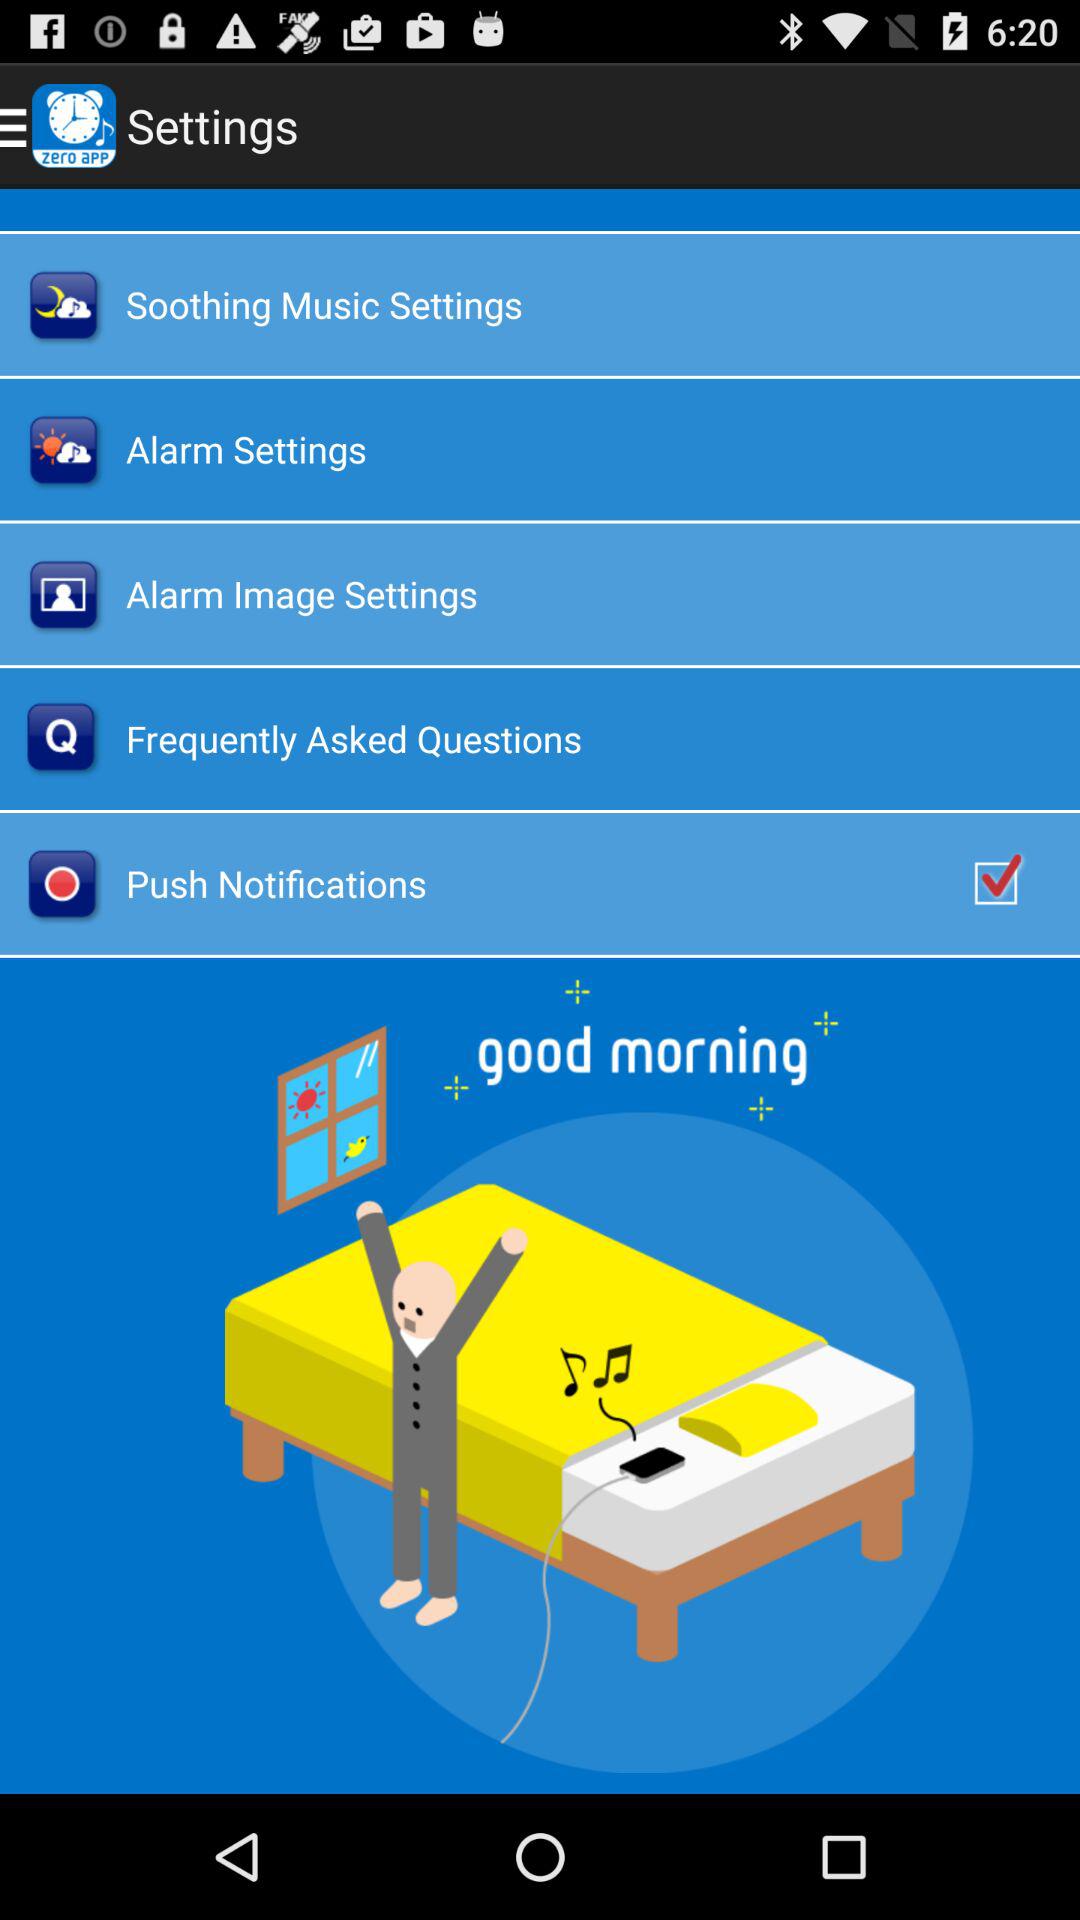 FAKE
6:20
zero app
Settings
Soothing Music Settings
Alarm Settings
Alarm Image Settings
Q
Frequently Asked Questions
Push Notifications
good morning